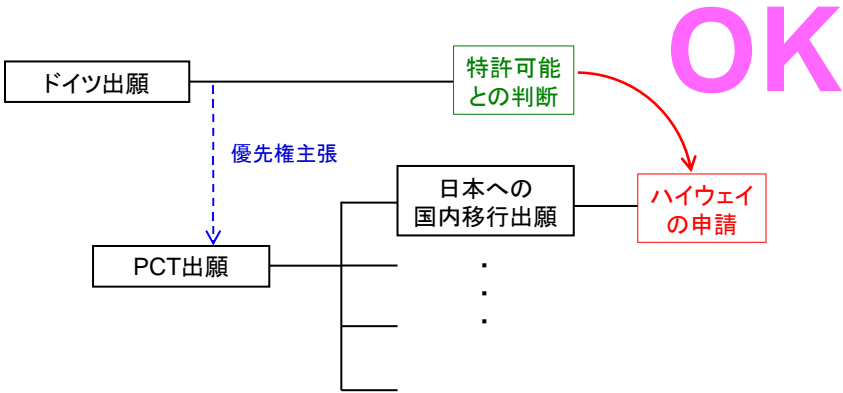 OK
ドイツ出願
特許可能
との判断
優先権主張
日本への
国内移行出願
ハイウェイ
の申請
PCT出願
・
・
・